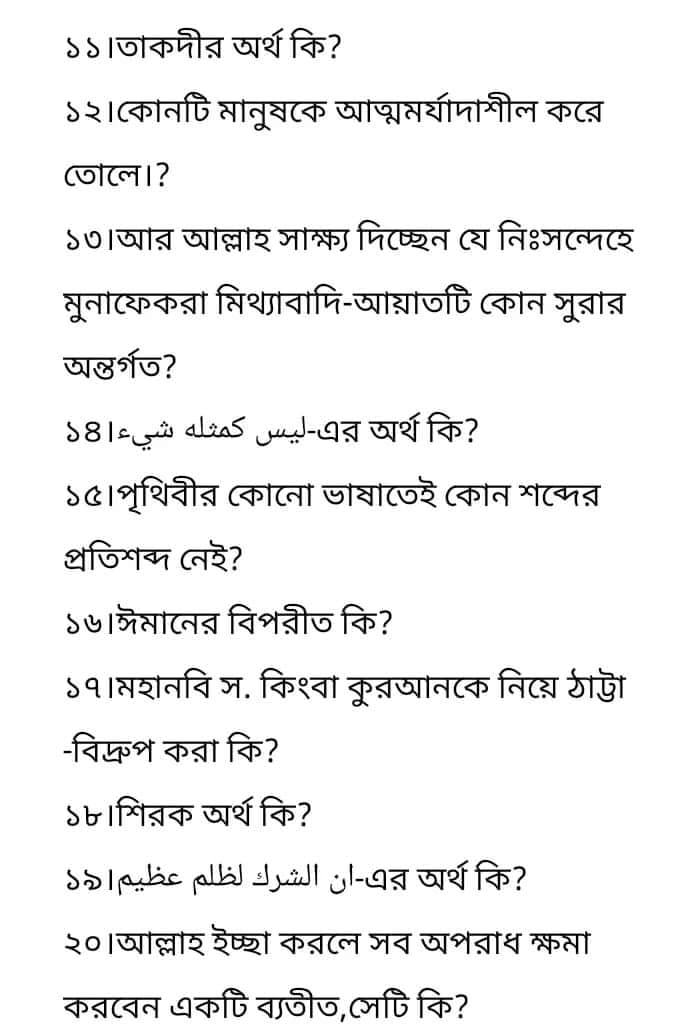 ১১।তাকদীর অর্থ কি?
১২।কোনটি মানুষকে আত্মমর্যাদাশীল করে
তোলে।?
১৩।আর আল্লাহ সাক্ষ্য দিচ্ছেন যে নিঃসন্দেহে
মুনাফেকরা মিথ্যাবাদি-আয়াতটি কোন সুরার
অন্তর্গত?
১৪।ليس كمثله شيء-এর অর্থ কি?
১৫।পৃথিবীর কোনো ভাষাতেই কোন শব্দের
প্রতিশব্দ নেই?
১৬।ঈমানের বিপরীত কি?
১৭।মহানবি স. কিংবা কুরআনকে নিয়ে ঠাট্টা
-বিদ্রুপ করা কি?
১৮।শিরক অর্থ কি?
১৯।ان الشرك لظلم عظيم-এর অর্থ কি?
২০।আল্লাহ ইচ্ছা করলে সব অপরাধ ক্ষমা
করবেন একটি ব্যতীত,সেটি কি?